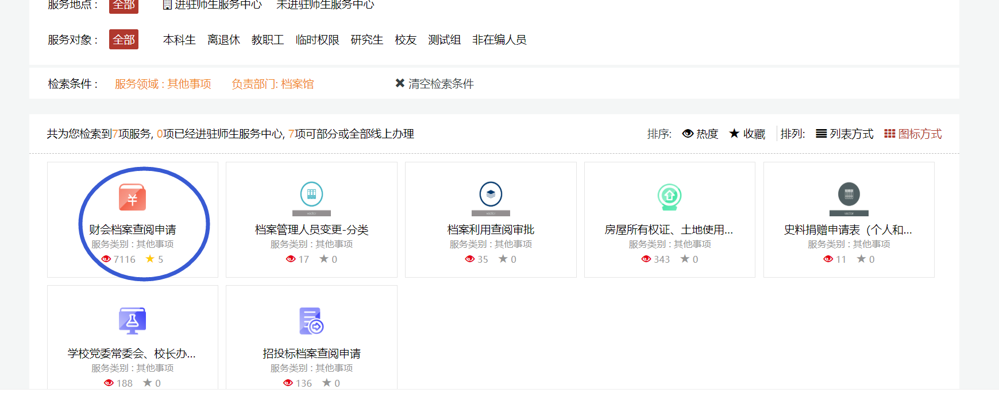 服务地点 : 全部 进驻师生服务中心 未进驻师生服务中心
服务对象 : 全部 本科生 离退休 教职工 临时权限 研究生 校友 测试组 非在编人员
检索条件 : 服务领域 : 其他事项 负责部门: 档案馆 ✖ 清空检索条件
共为您检索到7项服务, 0项已经进驻师生服务中心, 7项可部分或全部线上办理 排序: 热度 ★ 收藏 排列: 列表方式 图标方式
¥
财会档案查阅申请
服务类别 : 其他事项
7116 ★ 5
vector
档案管理人员变更-分类
服务类别 : 其他事项
17 ★ 0
vector
档案利用查阅审批
服务类别 : 其他事项
35 ★ 0
房屋所有权证、土地使用...
服务类别 : 其他事项
343 ★ 0
vector
史料捐赠申请表（个人和...
服务类别 : 其他事项
11 ★ 0
学校党委常委会、校长办...
服务类别 : 其他事项
188 ★ 0
招投标档案查阅申请
服务类别 : 其他事项
136 ★ 0